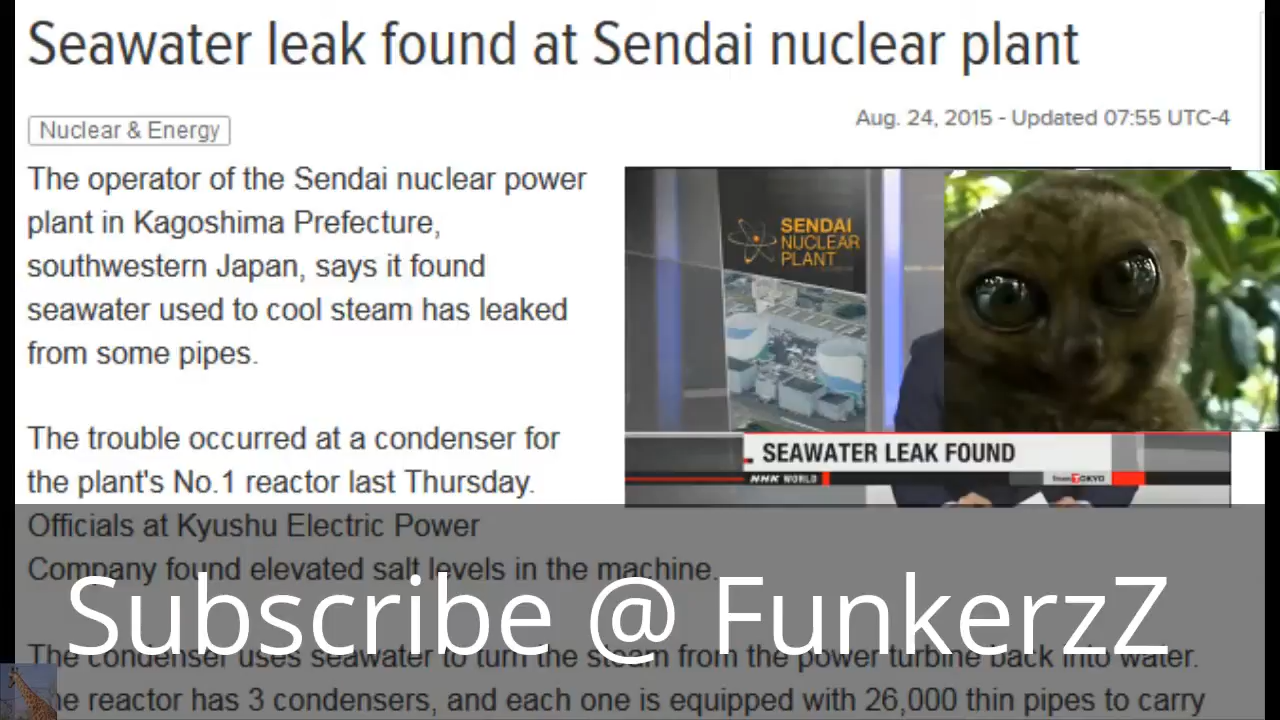 Seawater leak found at Sendai nuclear plant
Nuclear & Energy
Aug. 24, 2015 - Updated 07:55 UTC-4
The operator of the Sendai nuclear power
plant in Kagoshima Prefecture,
southwestern Japan, says it found
seawater used to cool steam has leaked
from some pipes.
SENDAI
NUCLEAR
PLANT
SEAWATER LEAK FOUND
NHK WORLD
from TOKYO
The trouble occurred at a condenser for
the plant's No.1 reactor last Thursday.
Officials at Kyushu Electric Power
Company found elevated salt levels in the machine.
Subscribe @ FunkerzZ
The condenser uses seawater to turn the steam from the power turbine back into water.
he reactor has 3 condensers, and each one is equipped with 26,000 thin pipes to carry